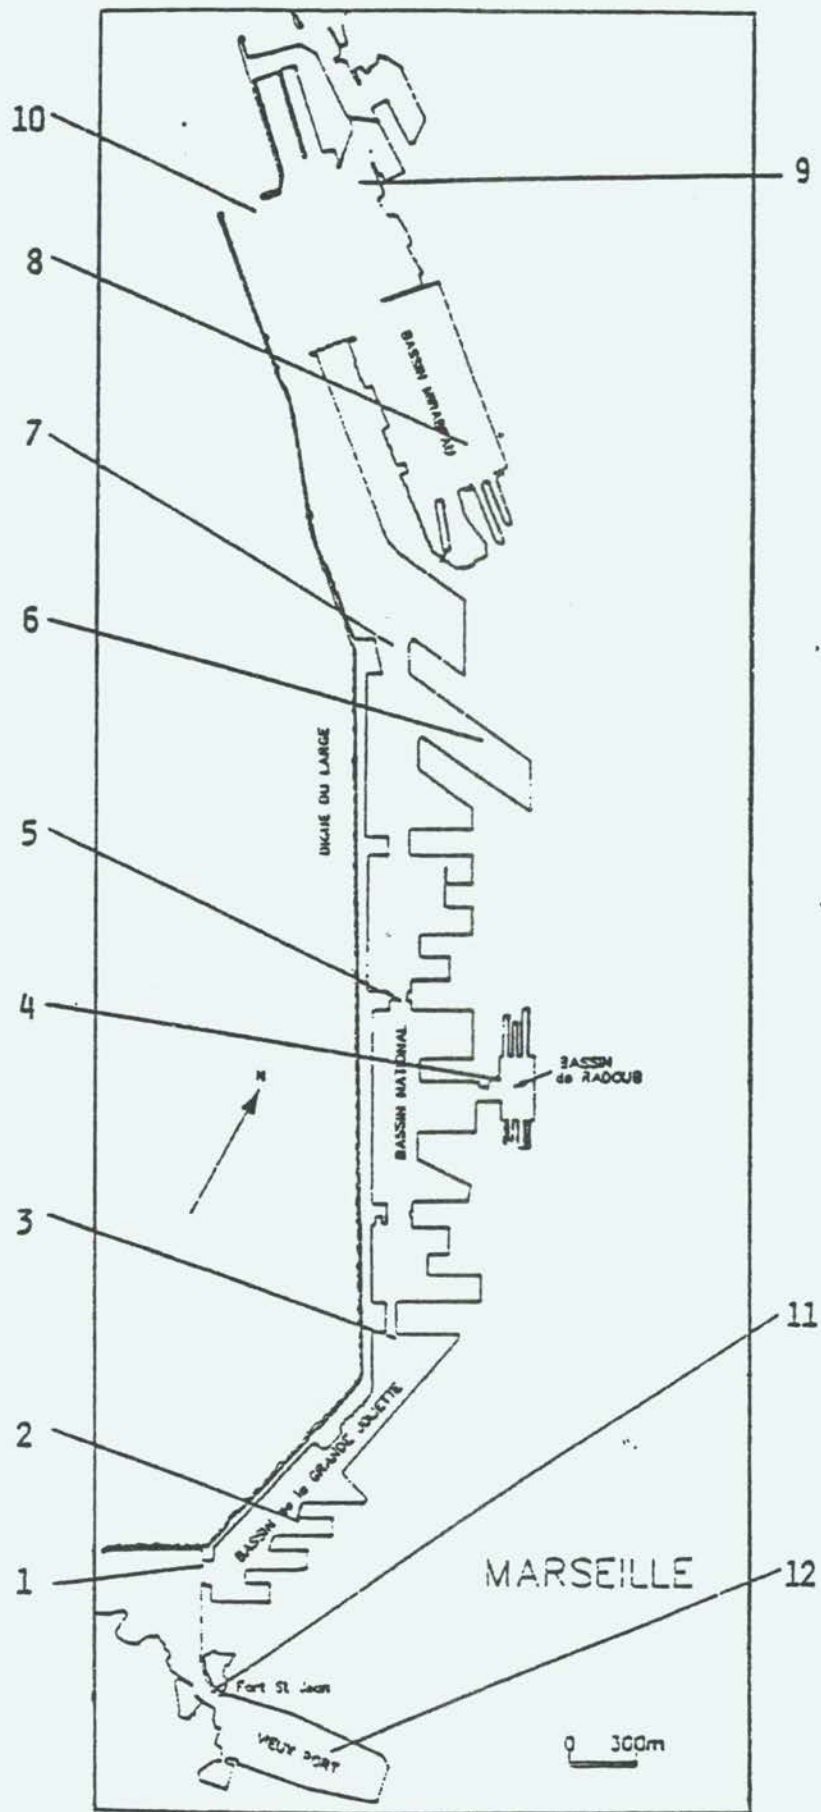 10
9
8
BASSIN MIRABEAU
7
6
DIGUE DU LARGE
5
4
N
BASSIN NATIONAL
BASSIN
de RADOUB
3
11
2
BASSIN de la GRANDE JOLIETTE
1
MARSEILLE
12
Fort St Jean
VIEUX PORT
0 300m